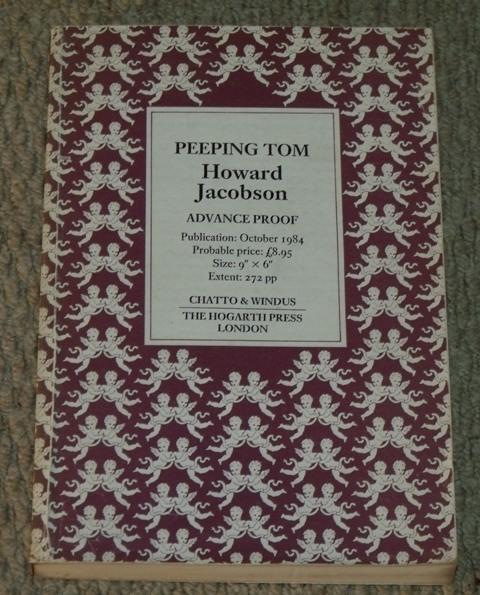 PEEPING TOM
Howard
Jacobson
ADVANCE PROOF
Publication: October 1984
Probable price: £8.95
Size: 9" × 6"
Extent: 272 pp
CHATTO & WINDUS
THE HOGARTH PRESS
LONDON